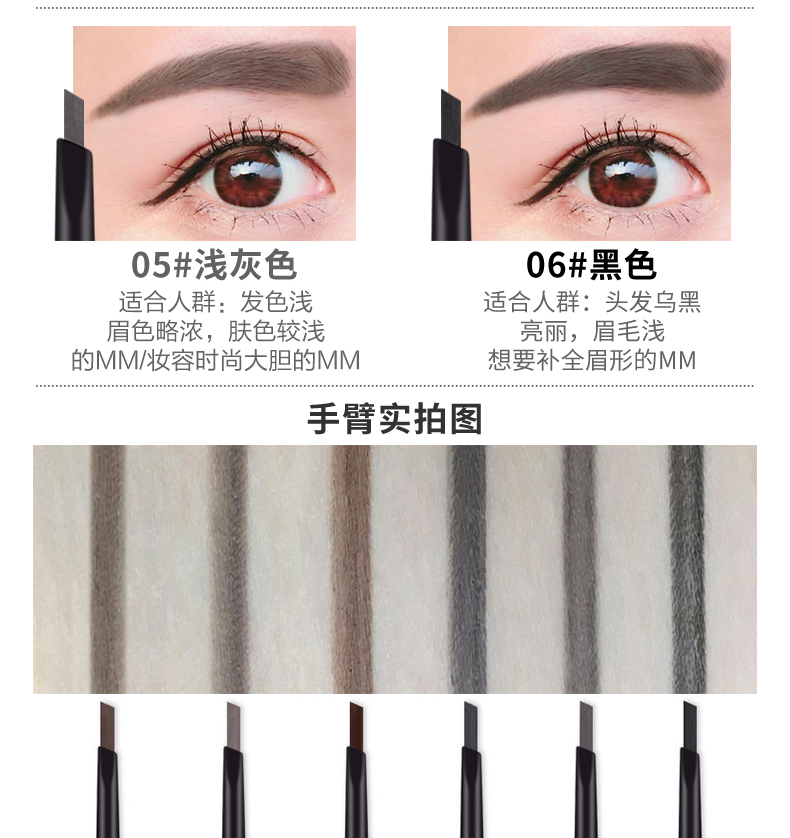 05#浅灰色
适合人群：发色浅
眉色略浓，肤色较浅
的MM/妆容时尚大胆的MM
06#黑色
适合人群：头发乌黑
亮丽，眉毛浅
想要补全眉形的MM
手臂实拍图